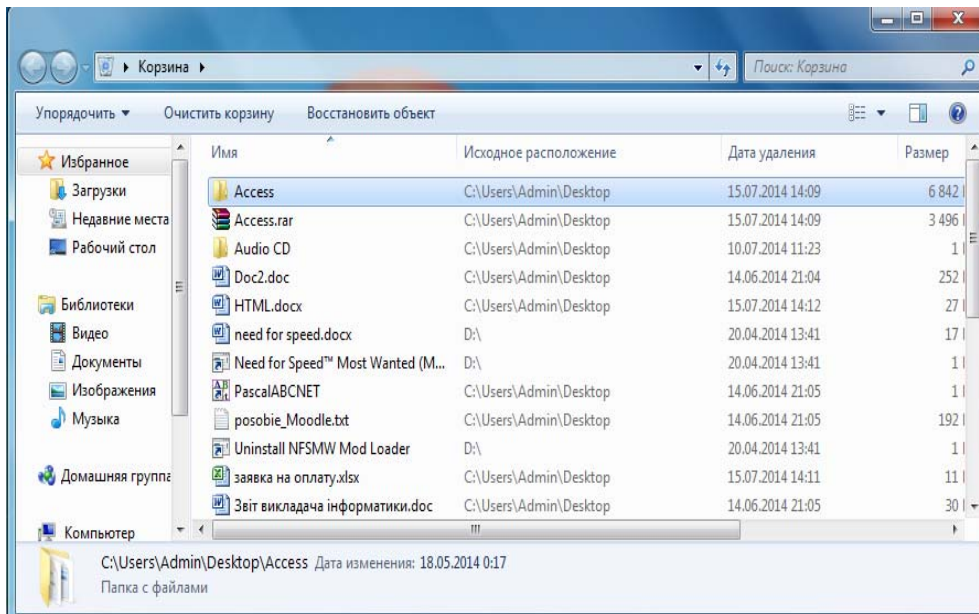 Корзина
Поиск: Корзина
Упорядочить Очистить корзину Восстановить объект
Избранное
Загрузки
Недавние места
Рабочий стол
Библиотеки
Видео
Документы
Изображения
Музыка
Домашняя группа
Компьютер
Имя Исходное расположение Дата удаления Размер
Access C:\Users\Admin\Desktop 15.07.2014 14:09 6 842
Access.rar C:\Users\Admin\Desktop 15.07.2014 14:09 3 496
Audio CD C:\Users\Admin\Desktop 10.07.2014 11:23 1
Doc2.doc C:\Users\Admin\Desktop 14.06.2014 21:04 252
HTML.docx C:\Users\Admin\Desktop 15.07.2014 14:12 27
need for speed.docx D:\ 20.04.2014 13:41 17
Need for Speed™ Most Wanted (M... D:\ 20.04.2014 13:41 1
PascalABCNET C:\Users\Admin\Desktop 14.06.2014 21:05 1
posobie_Moodle.txt C:\Users\Admin\Desktop 14.06.2014 21:05 192
Uninstall NFSMW Mod Loader D:\ 20.04.2014 13:41 1
заявка на оплату.xlsx C:\Users\Admin\Desktop 15.07.2014 14:11 11
Звіт викладача інформатики.doc C:\Users\Admin\Desktop 14.06.2014 21:05 30
C:\Users\Admin\Desktop\Access Дата изменения: 18.05.2014 0:17
Папка с файлами